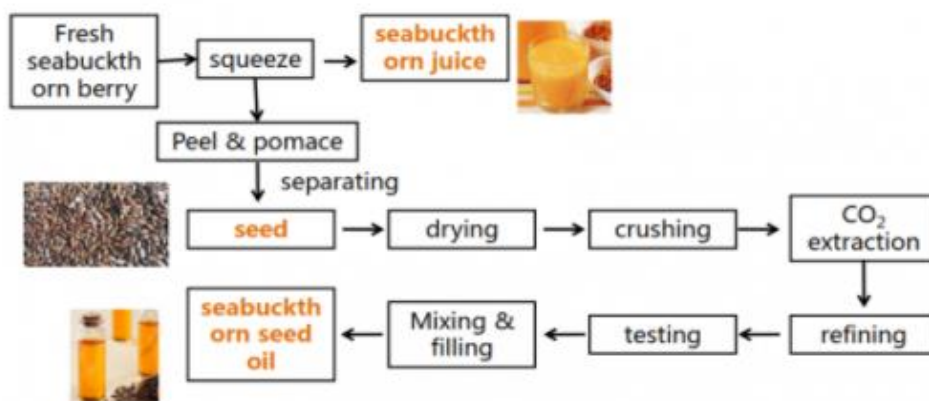 Fresh
seabuckth
orn berry
squeeze
seabuckth
orn juice
Peel & pomace
separating
seed
drying
crushing
CO₂
extraction
seabuckth
orn seed
oil
Mixing &
filling
testing
refining